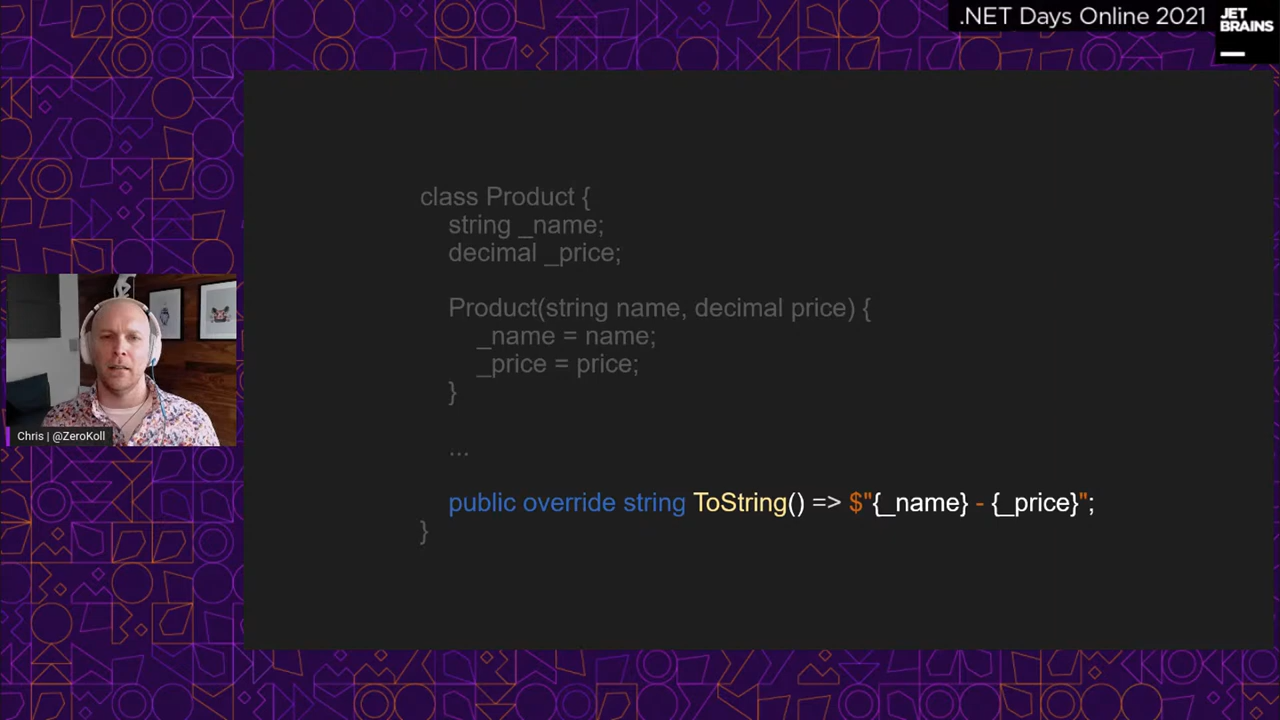 .NET Days Online 2021
JET
BRAINS
class Product {
string _name;
decimal _price;
Product(string name, decimal price) {
_name = name;
_price = price;
}
...
public override string ToString() => $"{_name} - {_price}";
}
Chris | @ZeroKoll